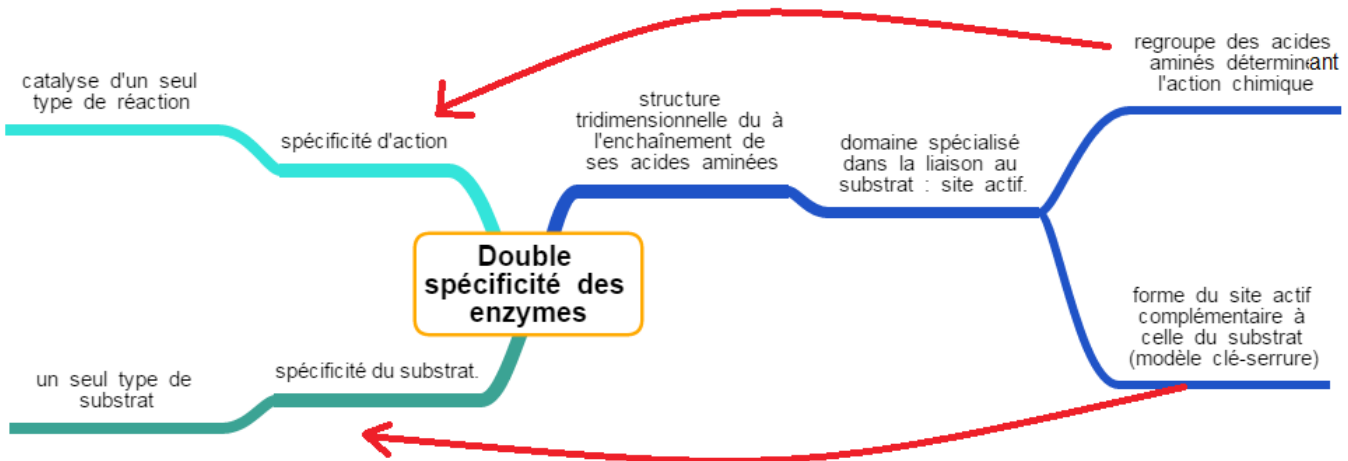 catalyse d'un seul
type de réaction
spécificité d'action
structure
tridimensionnelle du à
l'enchaînement de
ses acides aminées
domaine spécialisé
dans la liaison au
substrat : site actif.
regroupe des acides
aminés déterminant
l'action chimique
Double
spécificité des
enzymes
un seul type de
substrat
spécificité du substrat.
forme du site actif
complémentaire à
celle du substrat
(modèle clé-serrure)